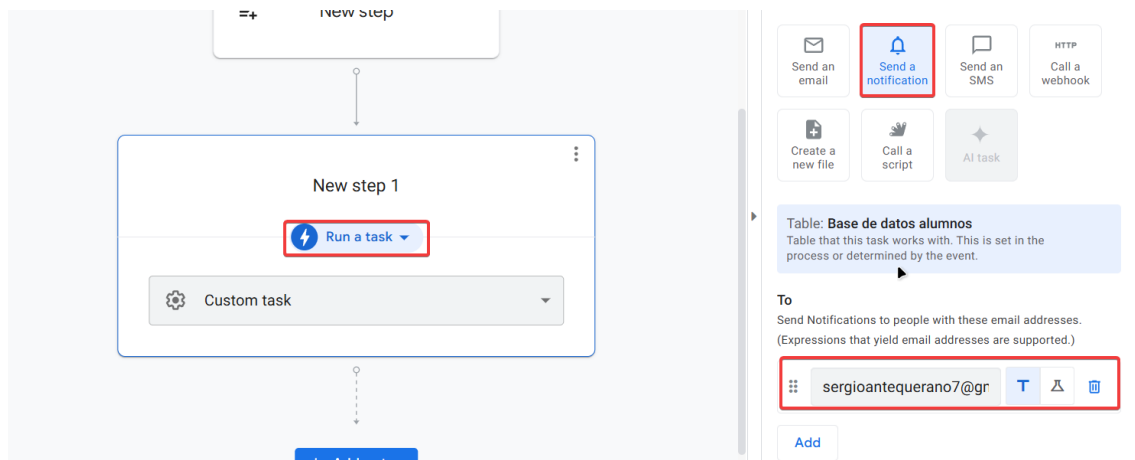 New step
New step 1
Run a task
Custom task
Send an
email
Send a
notification
Send an
SMS
HTTP
Call a
webhook
Create a
new file
Call a
script
AI task
Table: Base de datos alumnos
Table that this task works with. This is set in the
process or determined by the event.
To
Send Notifications to people with these email addresses.
(Expressions that yield email addresses are supported.)
sergioantequerano7@gn
T
Add